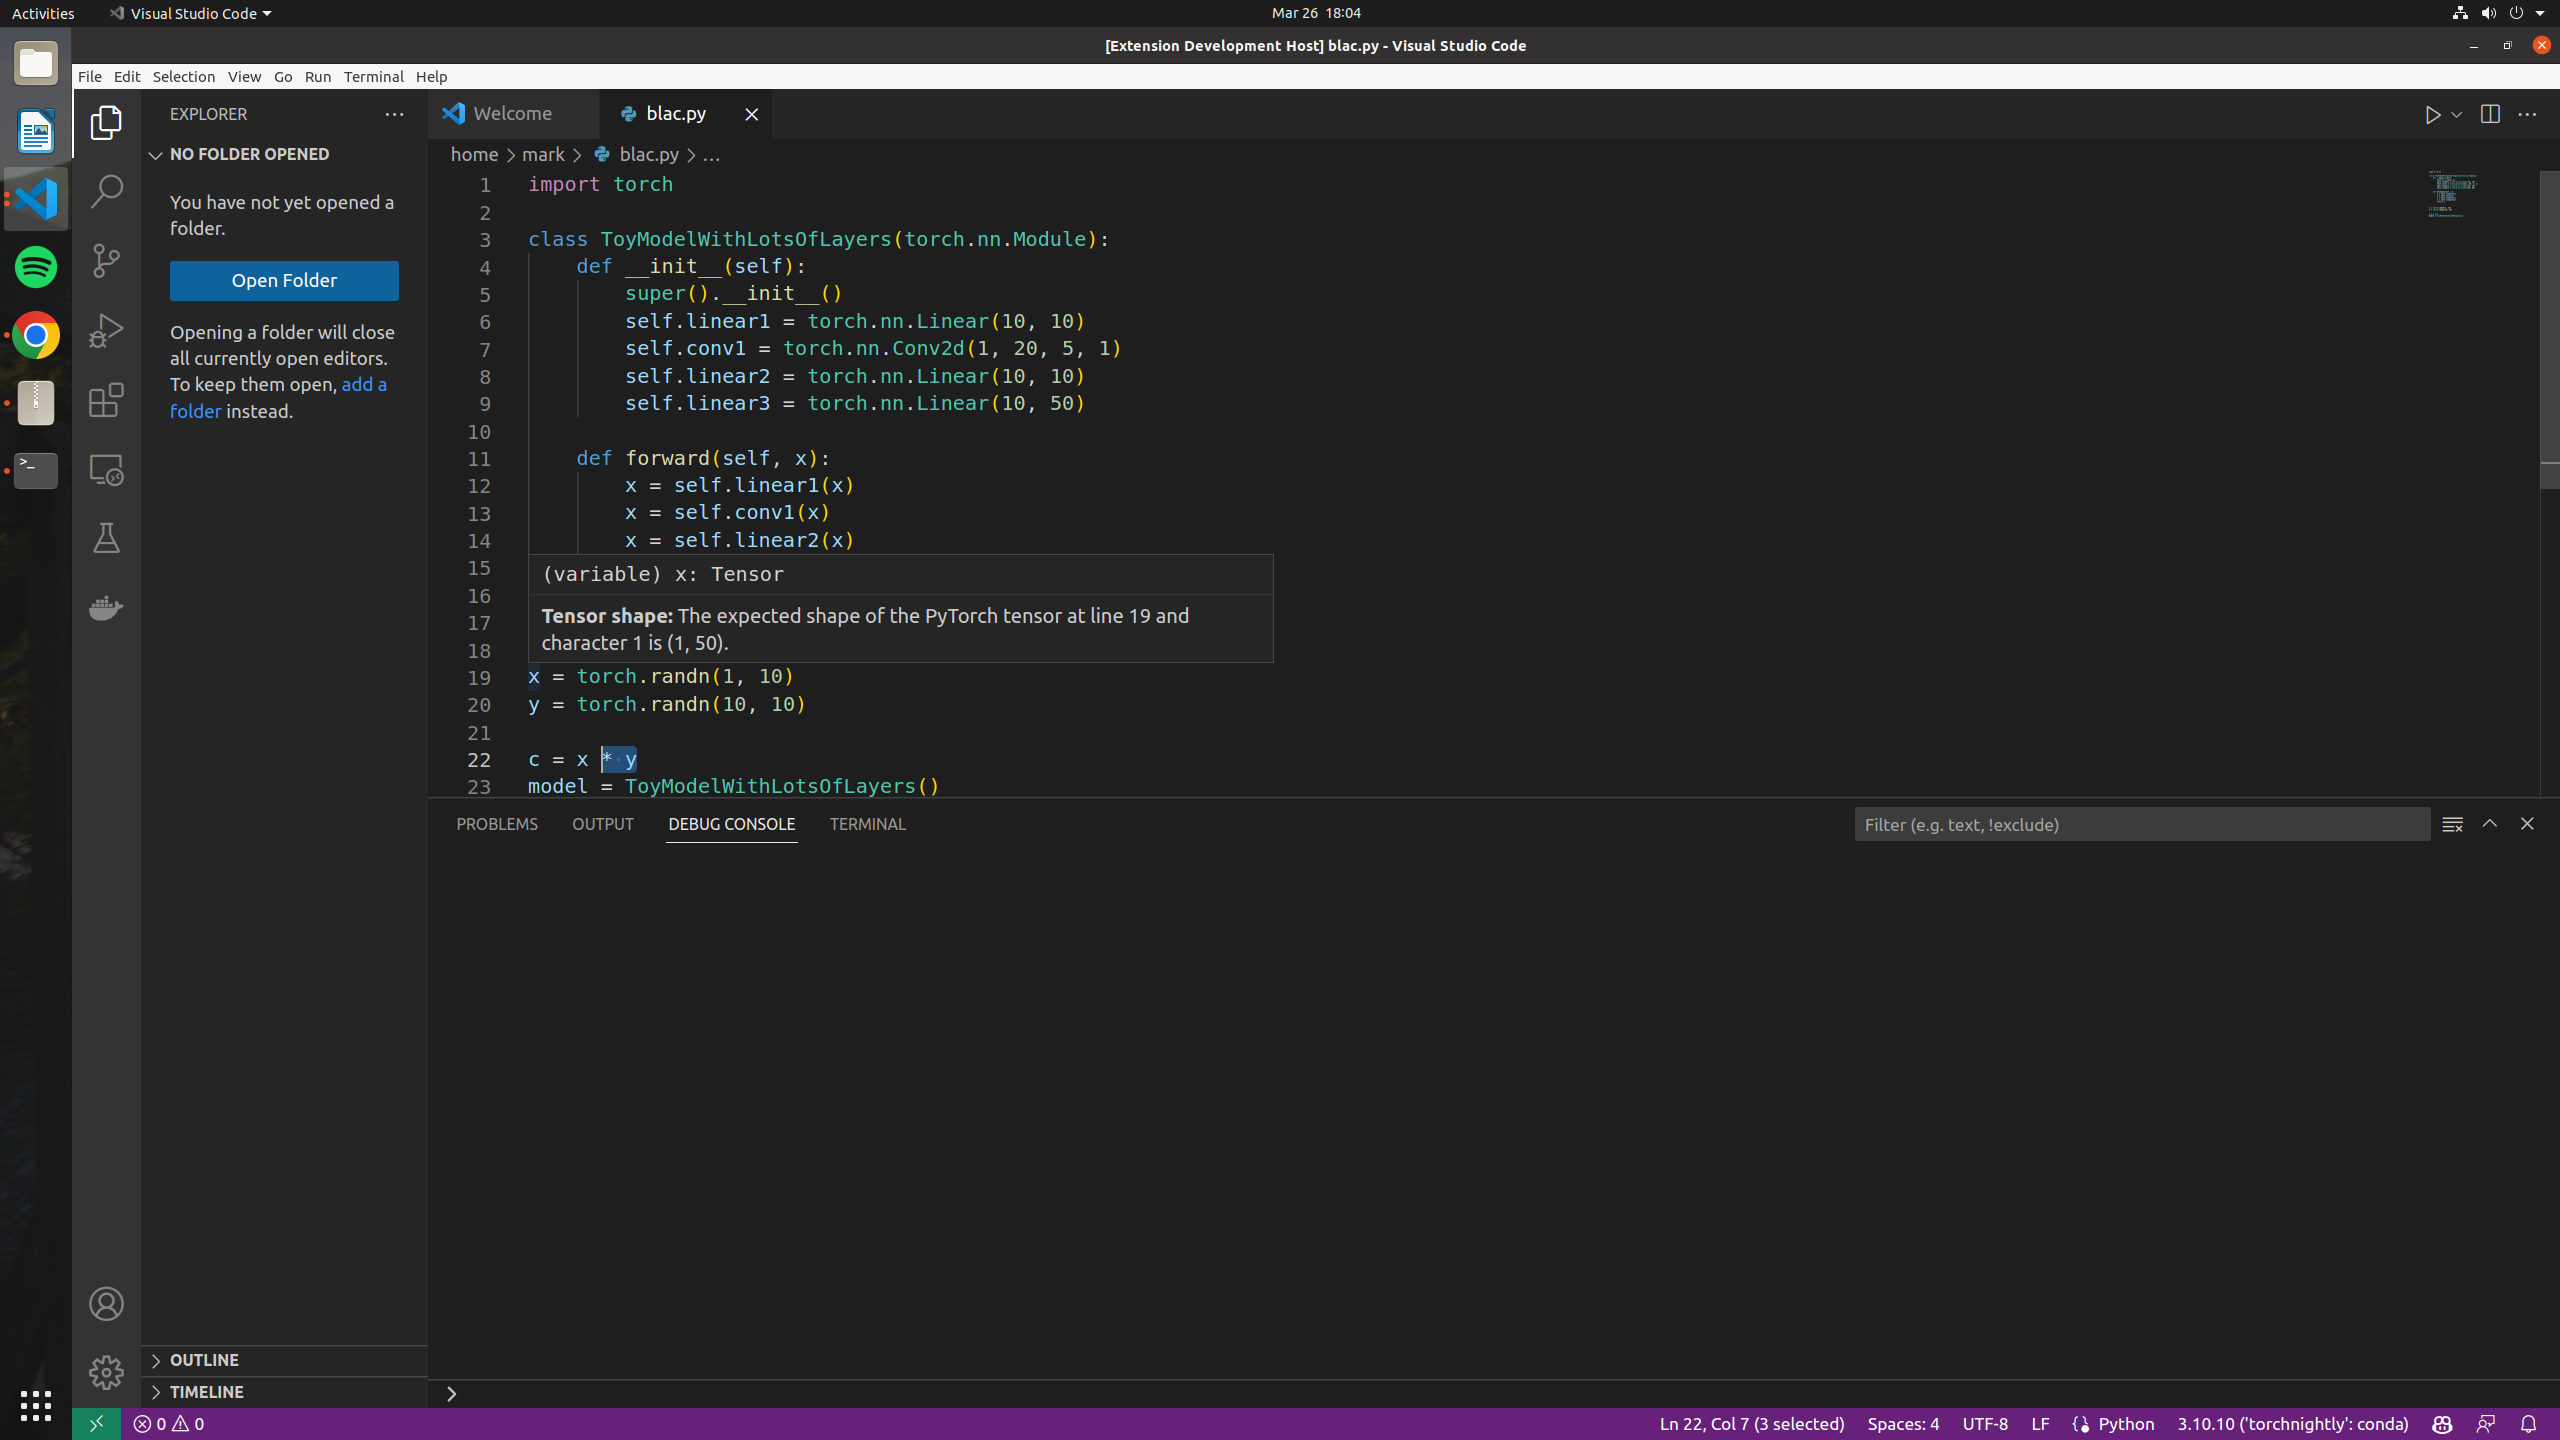 Activities Visual Studio Code Mar 26 18:04
[Extension Development Host] blac.py - Visual Studio Code
File Edit Selection View Go Run Terminal Help
EXPLORER
NO FOLDER OPENED
You have not yet opened a
folder.
Open Folder
Opening a folder will close
all currently open editors.
To keep them open, add a
folder instead.
OUTLINE
TIMELINE
Welcome blac.py
home > mark > blac.py > ...
1 import torch
2
3 class ToyModelWithLotsOfLayers(torch.nn.Module):
4 def __init__(self):
5 super().__init__()
6 self.linear1 = torch.nn.Linear(10, 10)
7 self.conv1 = torch.nn.Conv2d(1, 20, 5, 1)
8 self.linear2 = torch.nn.Linear(10, 10)
9 self.linear3 = torch.nn.Linear(10, 50)
10
11 def forward(self, x):
12 x = self.linear1(x)
13 x = self.conv1(x)
14 x = self.linear2(x)
15
16
17
18
(variable) x: Tensor
Tensor shape: The expected shape of the PyTorch tensor at line 19 and
character 1 is (1, 50).
19 x = torch.randn(1, 10)
20 y = torch.randn(10, 10)
21
22 c = x * y
23 model = ToyModelWithLotsOfLayers()
PROBLEMS OUTPUT DEBUG CONSOLE TERMINAL Filter (e.g. text, !exclude)
0 0 Ln 22, Col 7 (3 selected) Spaces: 4 UTF-8 LF Python 3.10.10 ('torchnightly': conda)